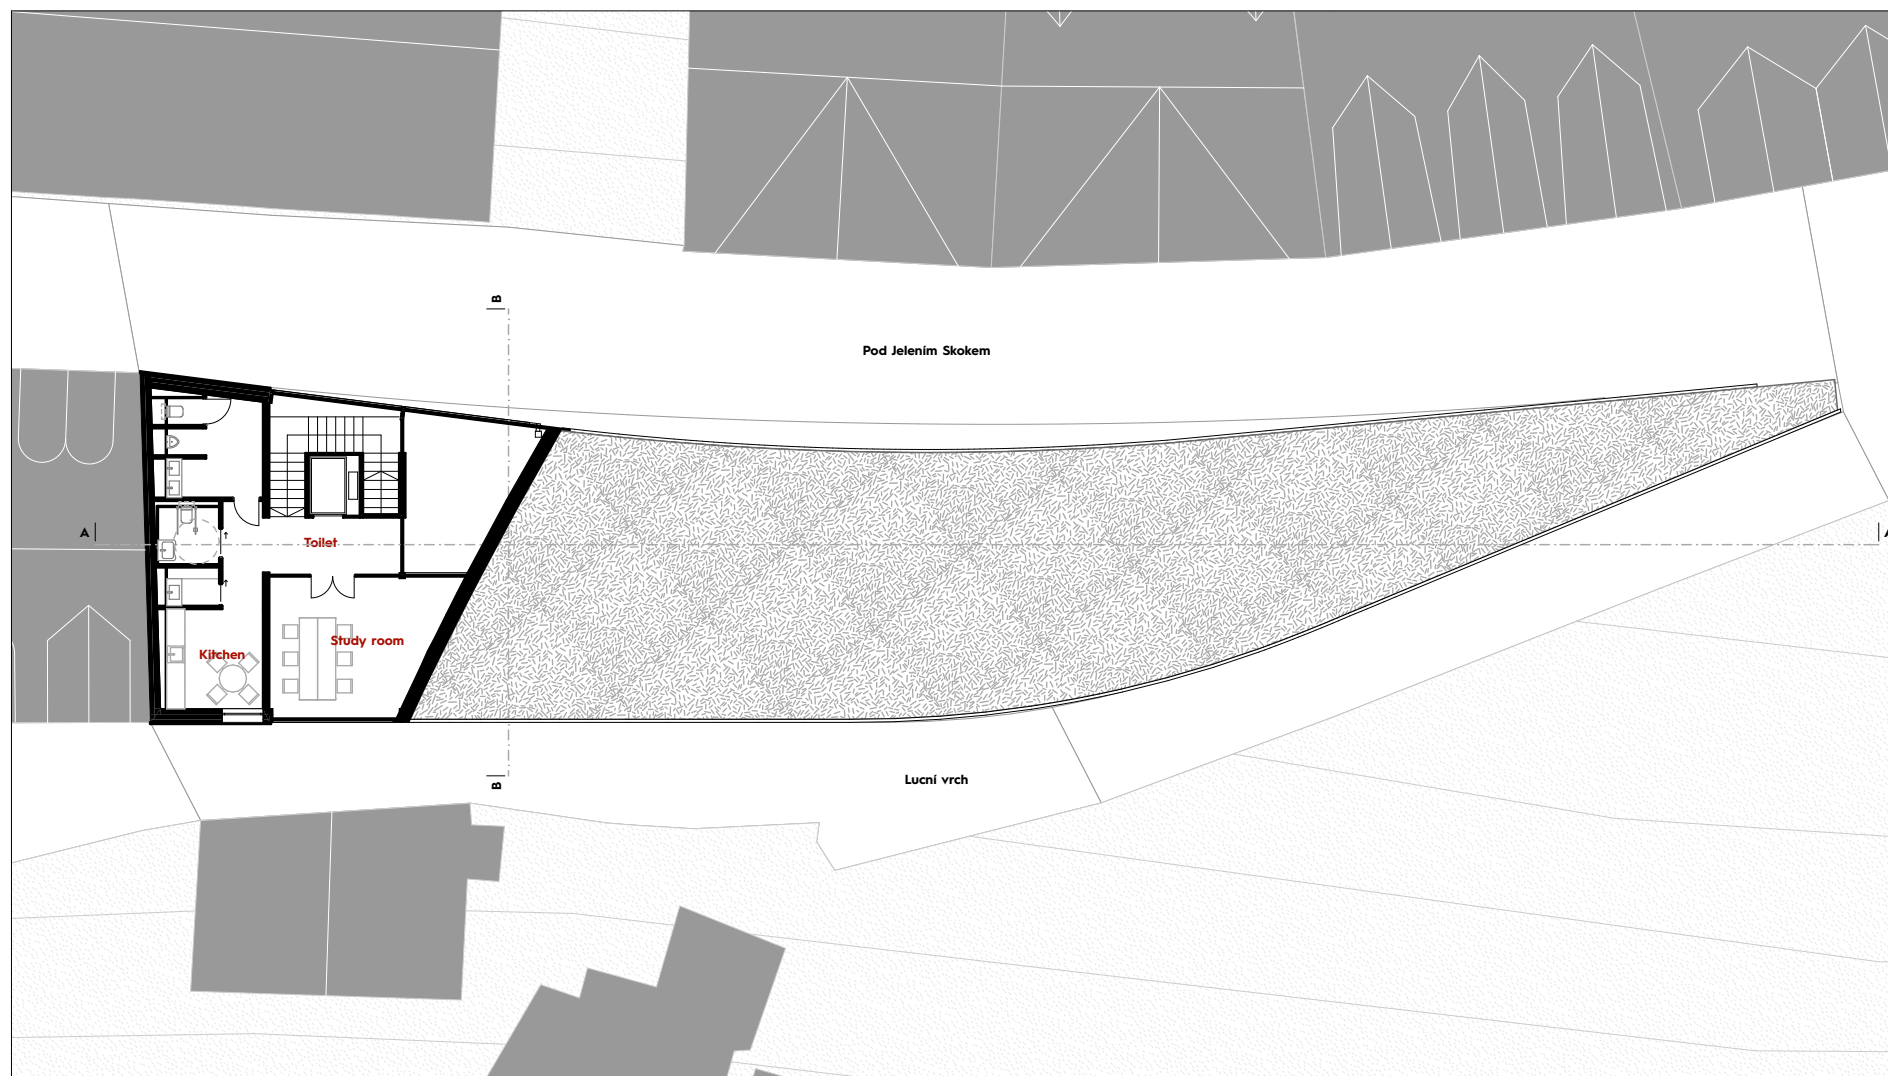 B
Pod Jelením Skokem
A
A
Toilet
Study room
Kitchen
Lucní vrch
B